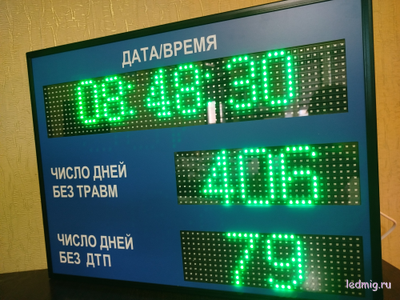 ДАТА/ВРЕМЯ
08:48:30
ЧИСЛО ДНЕЙ
БЕЗ ТРАВМ
406
ЧИСЛО ДНЕЙ
БЕЗ ДТП
79
ledmig.ru